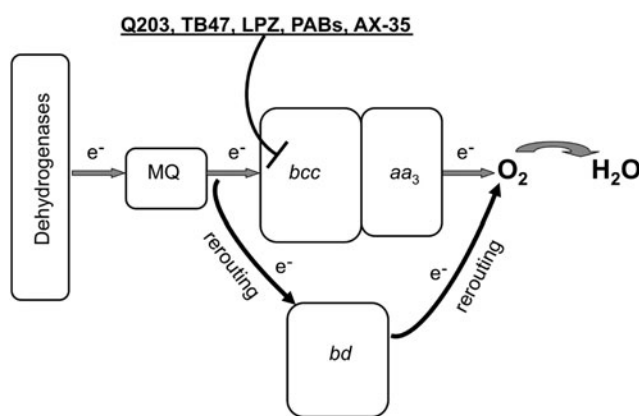 Q203, TB47, LPZ, PABs, AX-35
Dehydrogenases
e⁻
MQ
e⁻
bcc
aa₃
e⁻
O₂
H₂O
rerouting
e⁻
bd
e⁻
rerouting